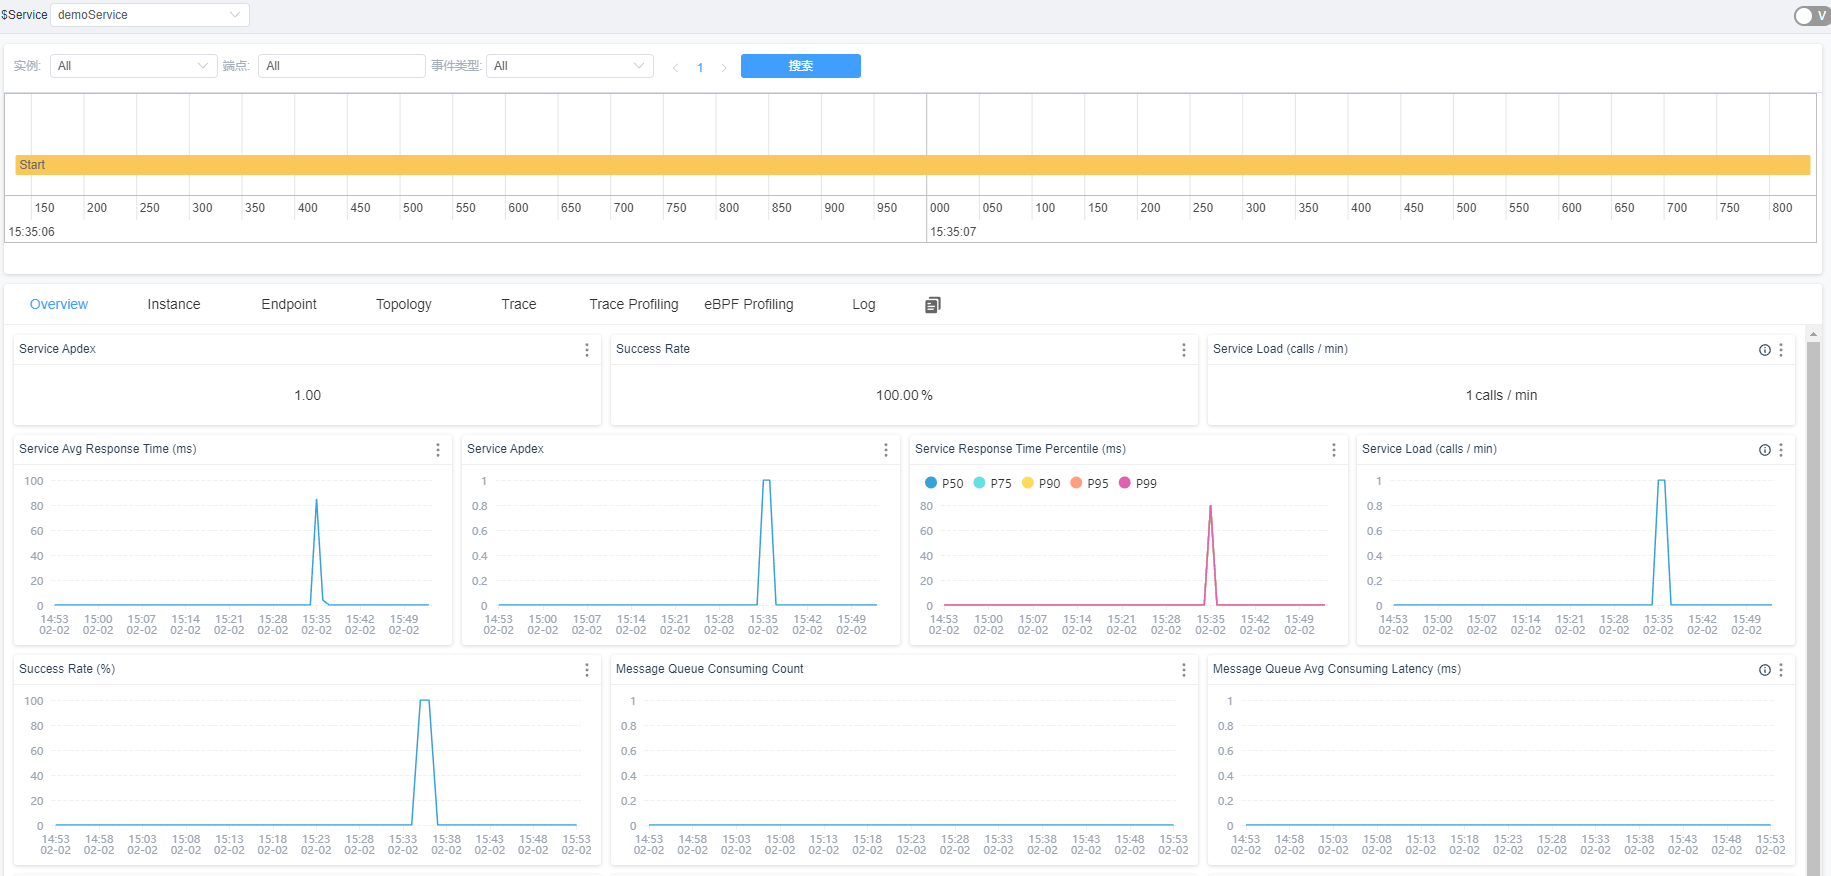 $Service demoService V
实例: All 端点: All 事件类型: All 1 搜索
Start
150 200 250 300 350 400 450 500 550 600 650 700 750 800 850 900 950 000 050 100 150 200 250 300 350 400 450 500 550 600 650 700 750 800
15:35:06 15:35:07
Overview Instance Endpoint Topology Trace Trace Profiling eBPF Profiling Log
Service Apdex
1.00
Success Rate
100.00 %
Service Load (calls / min)
1 calls / min
Service Avg Response Time (ms)
100
80
60
40
20
0
14:53 15:00 15:07 15:14 15:21 15:28 15:35 15:42 15:49
02-02 02-02 02-02 02-02 02-02 02-02 02-02 02-02 02-02
Service Apdex
1
0.8
0.6
0.4
0.2
0
14:53 15:00 15:07 15:14 15:21 15:28 15:35 15:42 15:49
02-02 02-02 02-02 02-02 02-02 02-02 02-02 02-02 02-02
Service Response Time Percentile (ms)
P50 P75 P90 P95 P99
80
60
40
20
0
14:53 15:00 15:07 15:14 15:21 15:28 15:35 15:42 15:49
02-02 02-02 02-02 02-02 02-02 02-02 02-02 02-02 02-02
Service Load (calls / min)
1
0.8
0.6
0.4
0.2
0
14:53 15:00 15:07 15:14 15:21 15:28 15:35 15:42 15:49
02-02 02-02 02-02 02-02 02-02 02-02 02-02 02-02 02-02
Success Rate (%)
100
80
60
40
20
0
14:53 14:58 15:03 15:08 15:13 15:18 15:23 15:28 15:33 15:38 15:43 15:48 15:53
02-02 02-02 02-02 02-02 02-02 02-02 02-02 02-02 02-02 02-02 02-02 02-02 02-02
Message Queue Consuming Count
1
0.8
0.6
0.4
0.2
0
14:53 14:58 15:03 15:08 15:13 15:18 15:23 15:28 15:33 15:38 15:43 15:48 15:53
02-02 02-02 02-02 02-02 02-02 02-02 02-02 02-02 02-02 02-02 02-02 02-02 02-02
Message Queue Avg Consuming Latency (ms)
1
0.8
0.6
0.4
0.2
0
14:53 14:58 15:03 15:08 15:13 15:18 15:23 15:28 15:33 15:38 15:43 15:48 15:53
02-02 02-02 02-02 02-02 02-02 02-02 02-02 02-02 02-02 02-02 02-02 02-02 02-02